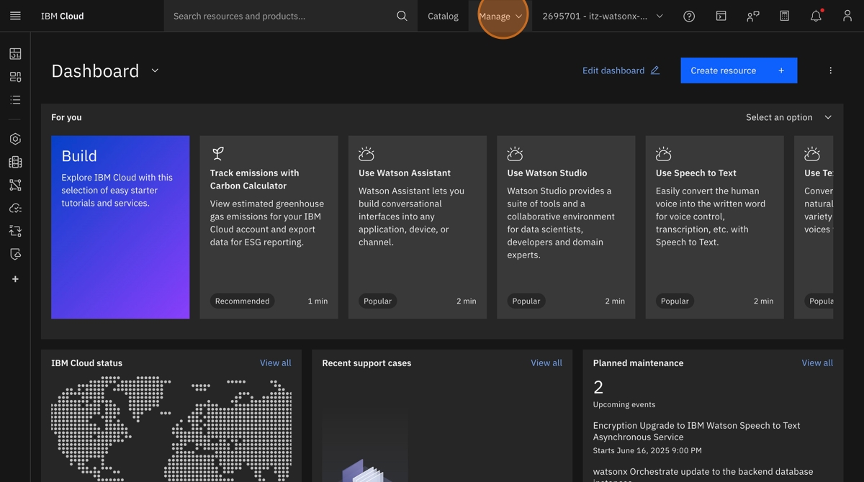 IBM Cloud
Search resources and products...
Catalog
Manage
2695701 - itz-watsonx-...
Dashboard
Edit dashboard
Create resource +
For you
Select an option
Build
Explore IBM Cloud with this
selection of easy starter
tutorials and services.
Track emissions with
Carbon Calculator
View estimated greenhouse
gas emissions for your IBM
Cloud account and export
data for ESG reporting.
Recommended
1 min
Use Watson Assistant
Watson Assistant lets you
build conversational
interfaces into any
application, device, or
channel.
Popular
2 min
Use Watson Studio
Watson Studio provides a
suite of tools and a
collaborative environment
for data scientists,
developers and domain
experts.
Popular
2 min
Use Speech to Text
Easily convert the human
voice into the written word
for voice control,
transcription, etc. with
Speech to Text.
Popular
2 min
Use Te
Conver
natural
variety
voices
Popula
IBM Cloud status
View all
Recent support cases
View all
Planned maintenance
View all
2
Upcoming events
Encryption Upgrade to IBM Watson Speech to Text
Asynchronous Service
Starts June 16, 2025 9:00 PM
watsonx Orchestrate update to the backend database